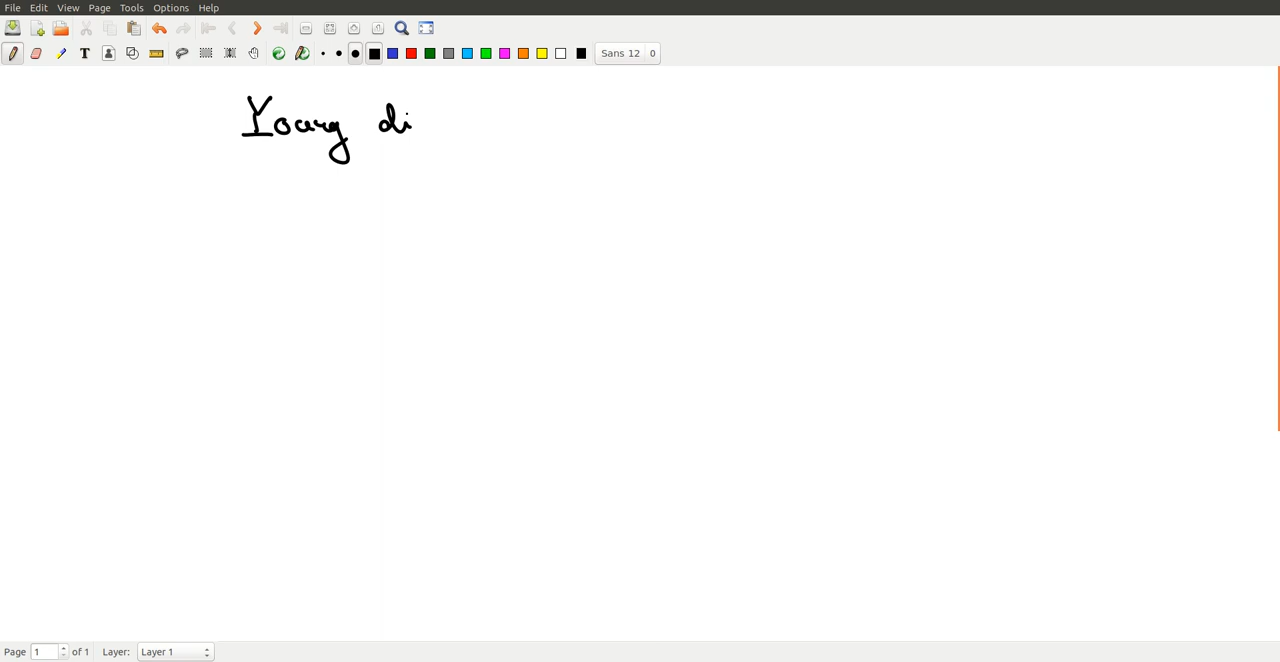 File Edit View Page Tools Options Help
T Sans 12 0
Young di
Page 1 of 1 Layer: Layer 1